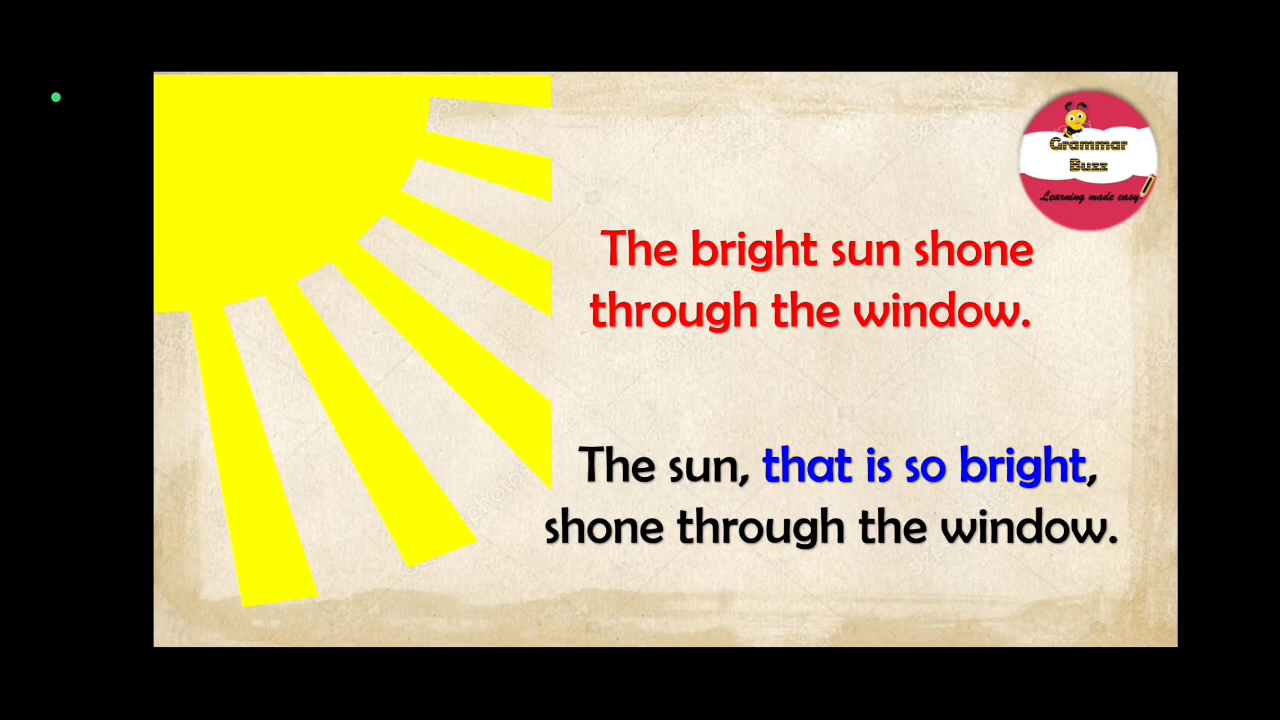 Grammar
Buzz
Learning made easy
The bright sun shone
through the window.
The sun, that is so bright,
shone through the window.